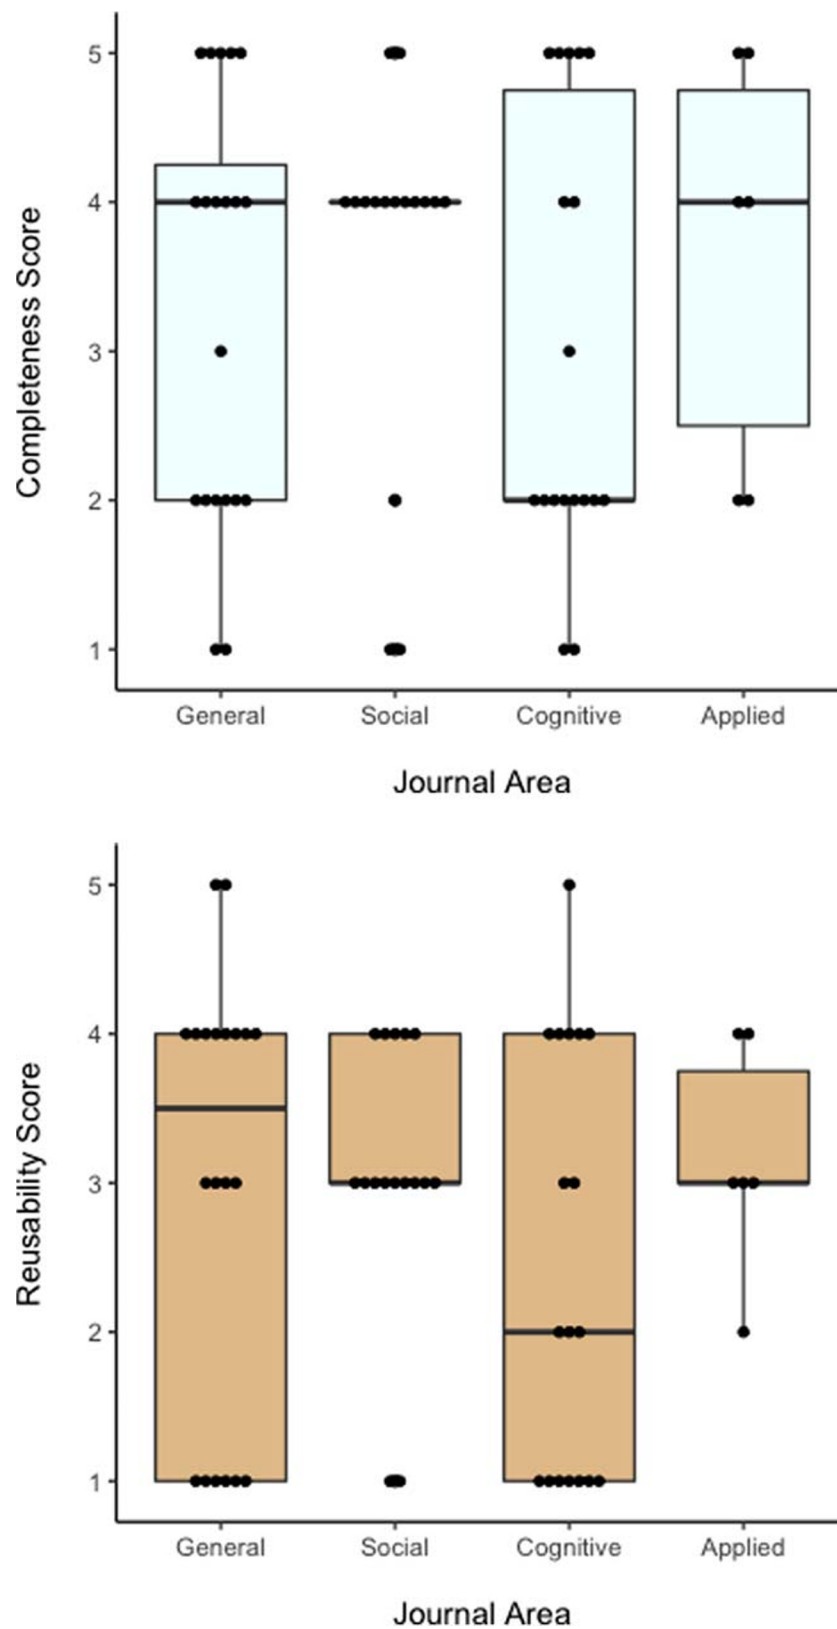 Completeness Score
5
4
3
2
1
General Social Cognitive Applied
Journal Area
Reusability Score
5
4
3
2
1
General Social Cognitive Applied
Journal Area